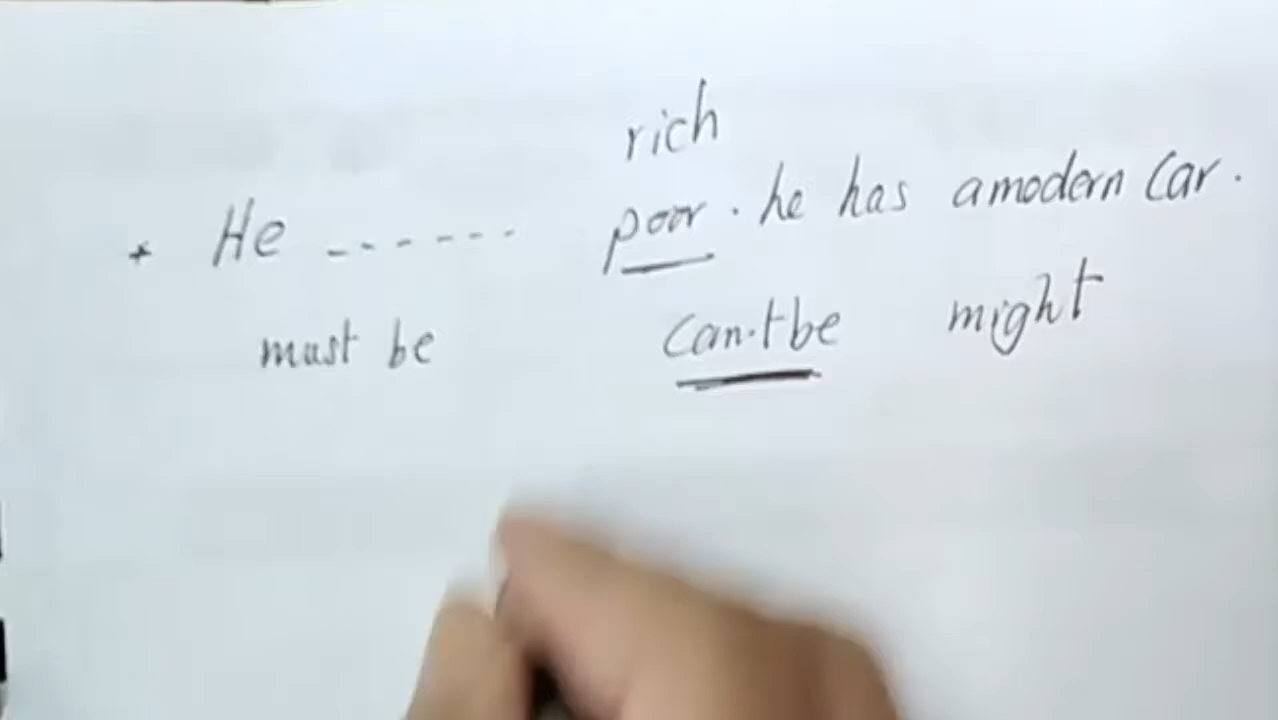 rich
* He ------ poor . he has a modern Car .
must be can't be might